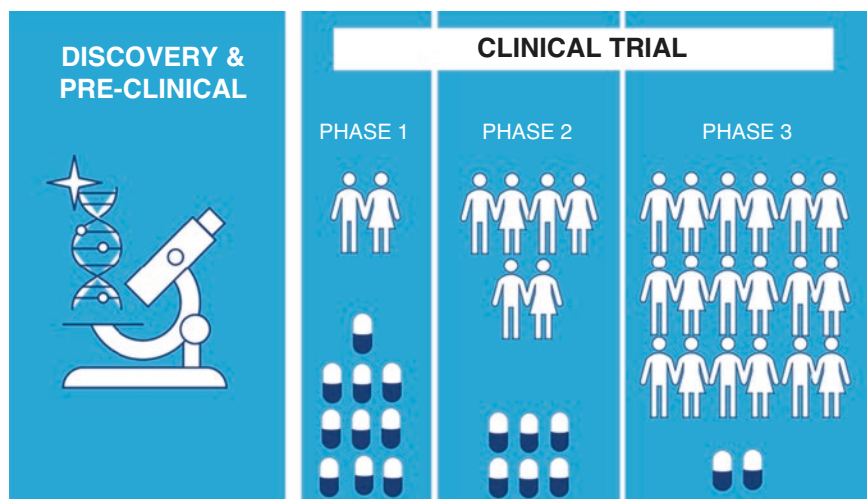 DISCOVERY &
PRE-CLINICAL
CLINICAL TRIAL
PHASE 1
PHASE 2
PHASE 3